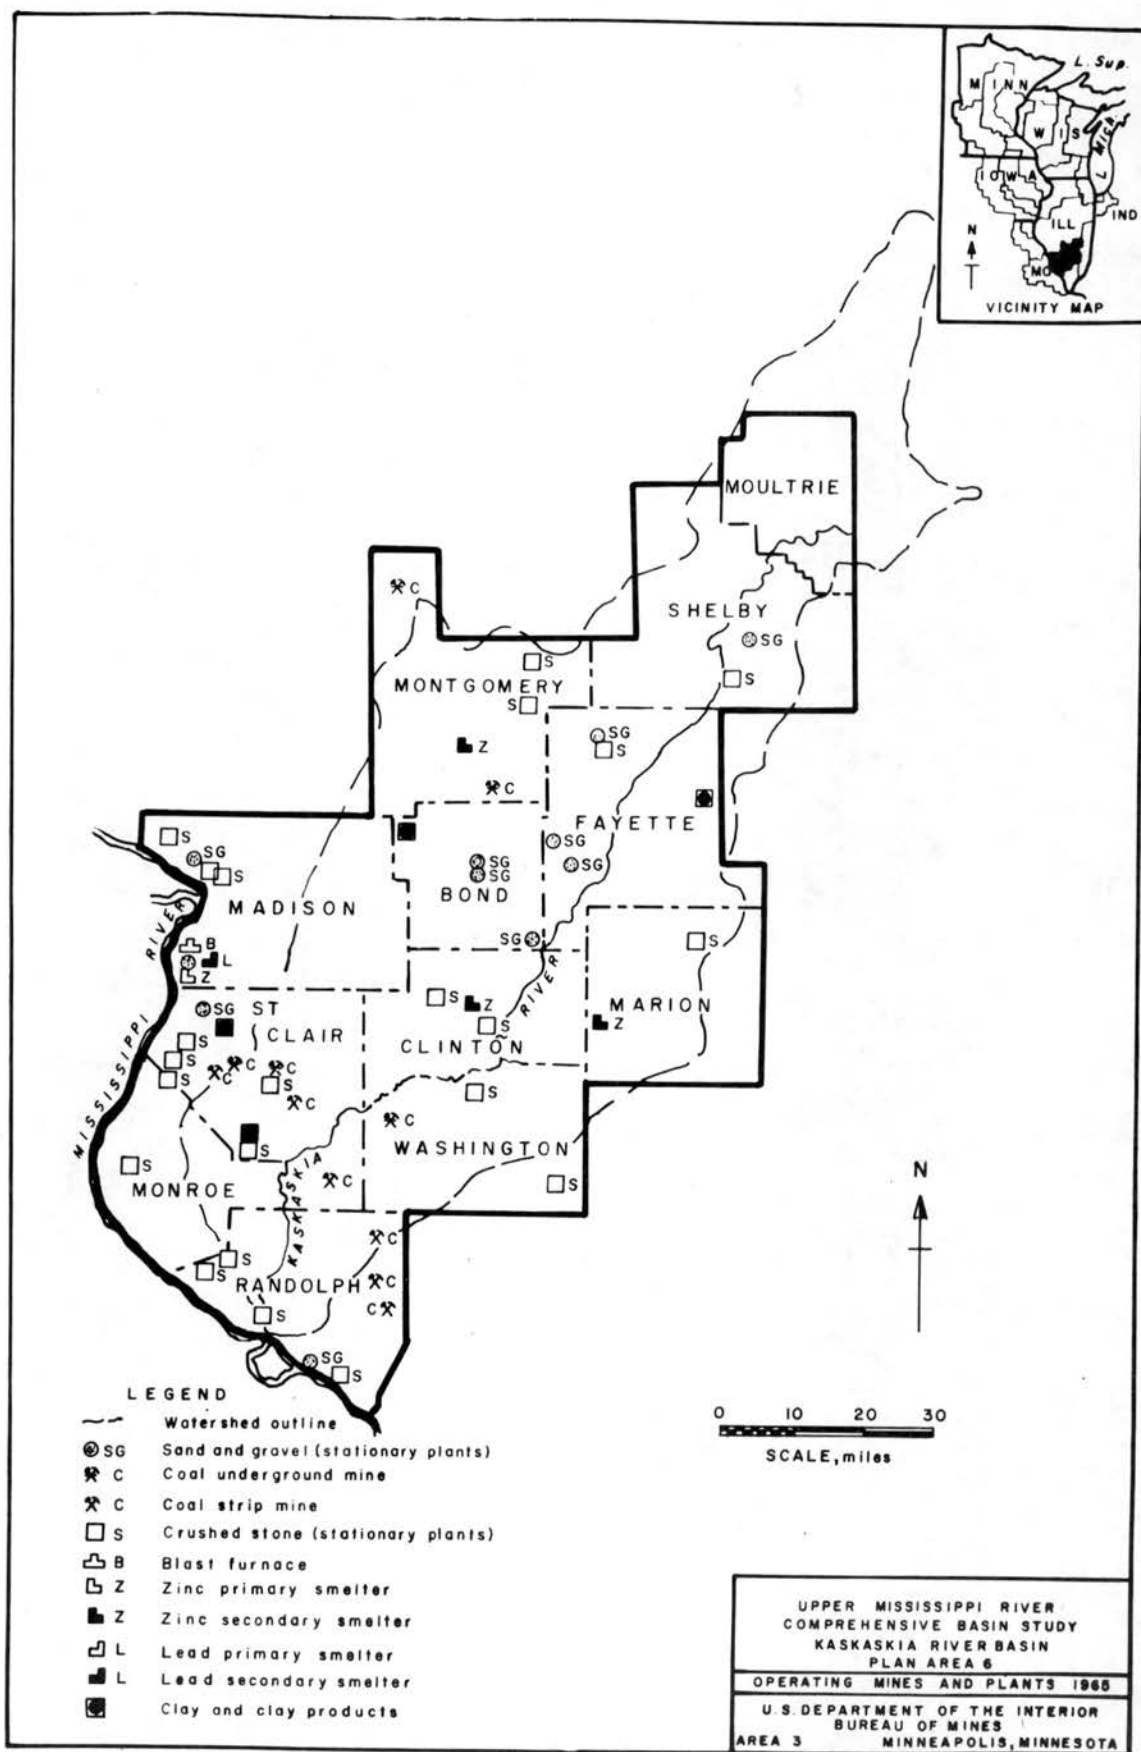 L. Sup.
MINN
WIS
L. Mich.
IOWA
ILL
IND
N
MO
VICINITY MAP
MOULTRIE
C
SHELBY
SG
S
MONTGOMERY
S
S
SG
S
Z
C
FAYETTE
S
SG
S
SG
SG
SG
SG
BOND
MADISON
SG
S
B
L
Z
RIVER
MARION
Z
RIVER
SG
ST
CLAIR
S
Z
S
CLINTON
S
S
S
C
C
C
S
C
S
C
WASHINGTON
MISSISSIPPI
S
S
S
MONROE
C
KASKASKIA
N
C
S
S
RANDOLPH
C
C
S
SG
S
LEGEND
Watershed outline
SG Sand and gravel (stationary plants)
C Coal underground mine
C Coal strip mine
S Crushed stone (stationary plants)
B Blast furnace
Z Zinc primary smelter
Z Zinc secondary smelter
L Lead primary smelter
L Lead secondary smelter
Clay and clay products
0 10 20 30
SCALE, miles
UPPER MISSISSIPPI RIVER
COMPREHENSIVE BASIN STUDY
KASKASKIA RIVER BASIN
PLAN AREA 6
OPERATING MINES AND PLANTS 1965
U.S. DEPARTMENT OF THE INTERIOR
BUREAU OF MINES
AREA 3 MINNEAPOLIS, MINNESOTA